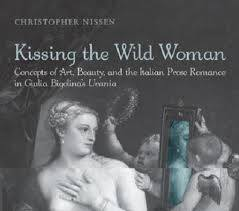 CHRISTOPHER NISSEN
Kissing the Wild Woman
Concepts of Art, Beauty, and the Italian Prose Romance
in Giulia Bigolina's Urania